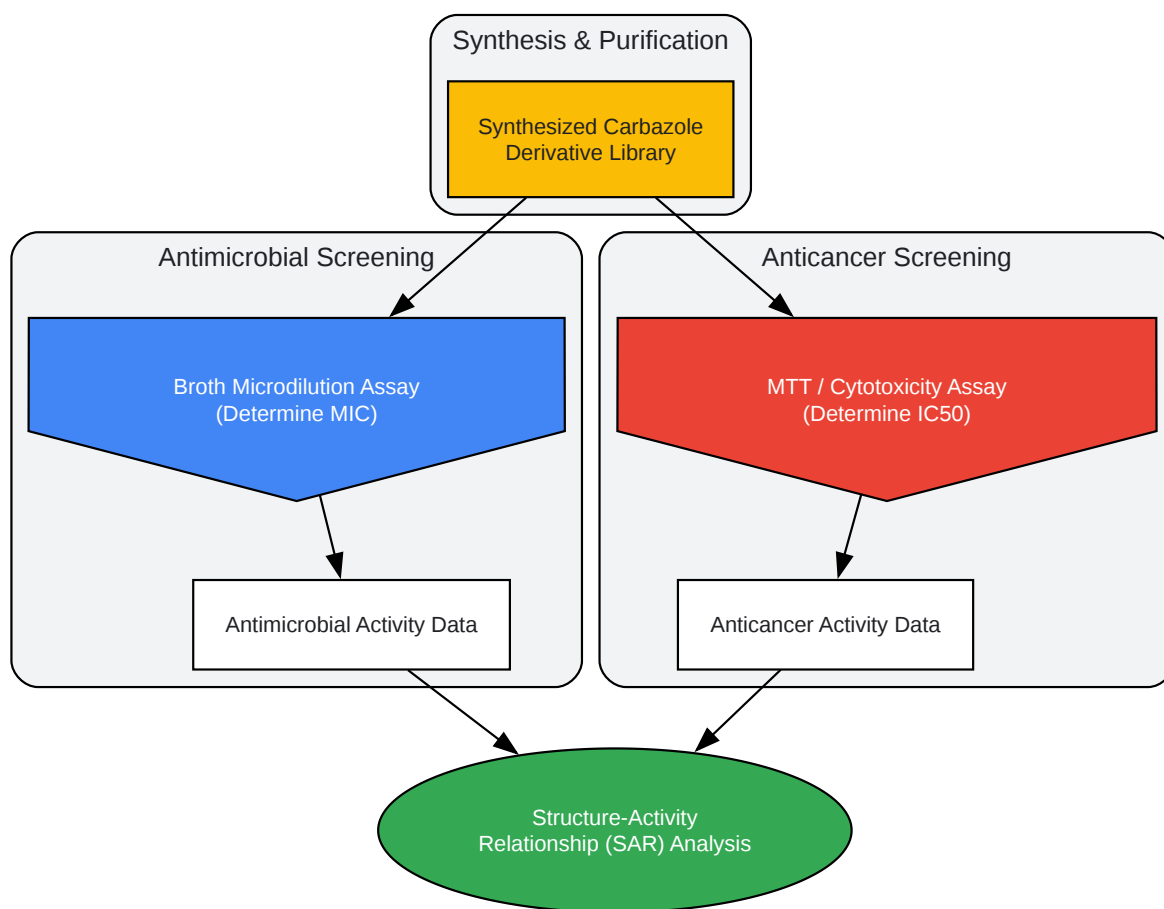 Synthesis & Purification
Synthesized Carbazole
Derivative Library
Antimicrobial Screening
Anticancer Screening
Broth Microdilution Assay
(Determine MIC)
MTT / Cytotoxicity Assay
(Determine IC50)
Antimicrobial Activity Data
Anticancer Activity Data
Structure-Activity
Relationship (SAR) Analysis